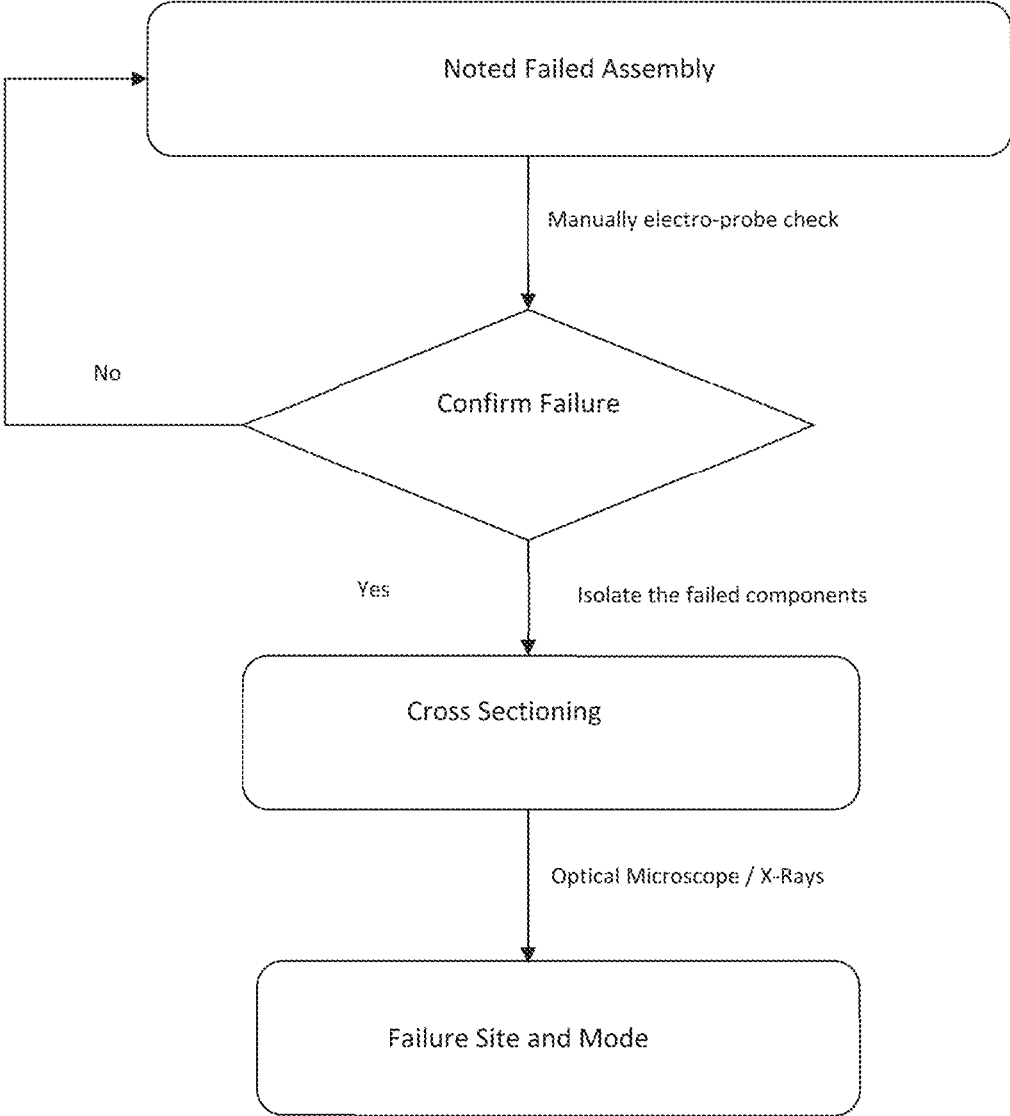 Noted Failed Assembly
Manually electro-probe check
No
Confirm Failure
Yes
Isolate the failed components
Cross Sectioning
Optical Microscope / X-Rays
Failure Site and Mode